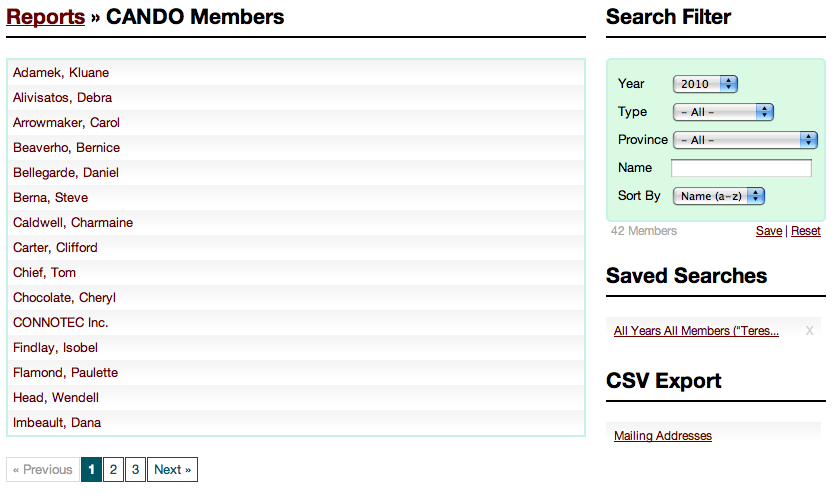 Reports » CANDO Members
Adamek, Kluane
Alivisatos, Debra
Arrowmaker, Carol
Beaverho, Bernice
Bellegarde, Daniel
Berna, Steve
Caldwell, Charmaine
Carter, Clifford
Chief, Tom
Chocolate, Cheryl
CONNOTEC Inc.
Findlay, Isobel
Flamond, Paulette
Head, Wendell
Imbeault, Dana
« Previous 1 2 3 Next »
Search Filter
Year 2010
Type - All -
Province - All -
Name
Sort By Name (a-z)
42 Members Save | Reset
Saved Searches
All Years All Members ("Teres... X
CSV Export
Mailing Addresses